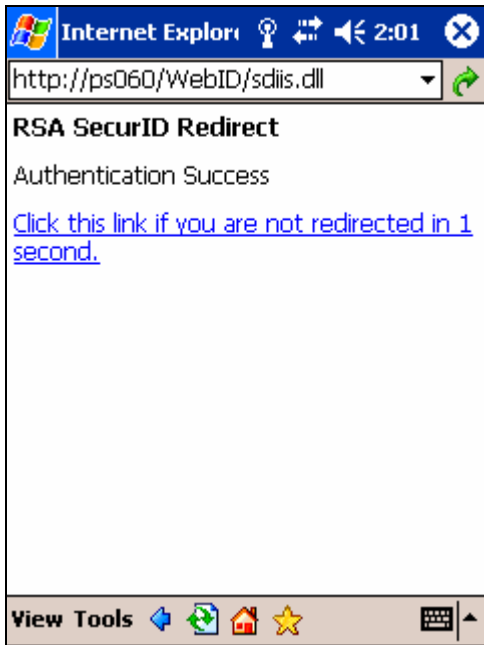 Internet Explor 2:01
http://ps060/WebID/sdiis.dll
RSA SecurID Redirect
Authentication Success
Click this link if you are not redirected in 1
second.
View Tools